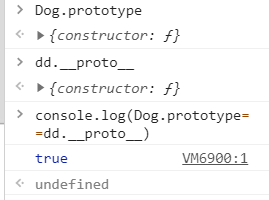 > Dog.prototype
<· ▶ {constructor: ƒ}
> dd.__proto__
<· ▶ {constructor: ƒ}
> console.log(Dog.prototype=
=dd.__proto__)
true VM6900:1
<· undefined